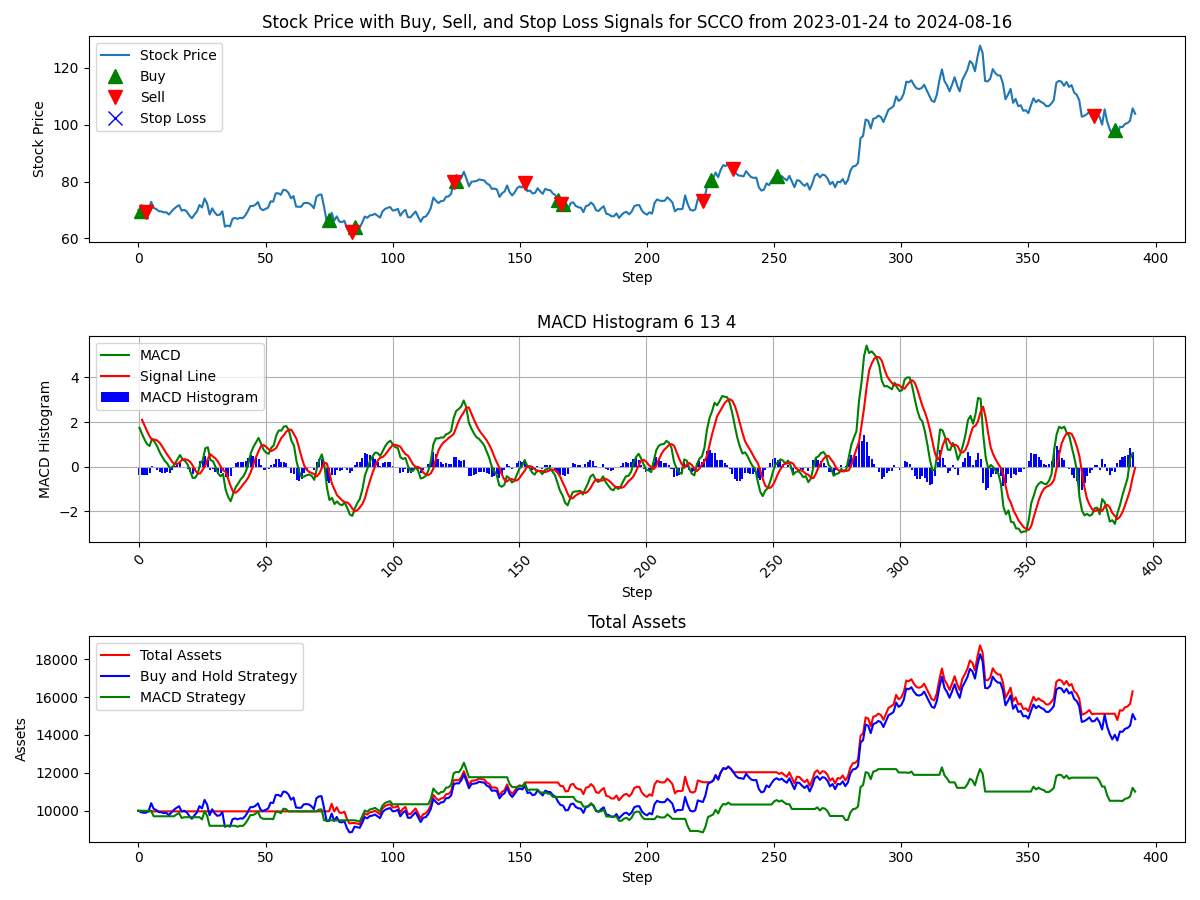 Stock Price with Buy, Sell, and Stop Loss Signals for SCCO from 2023-01-24 to 2024-08-16
Stock Price
120
100
80
60
Stock Price
Buy
Sell
Stop Loss
0 50 100 150 200 250 300 350 400
Step
MACD Histogram 6 13 4
MACD Histogram
4
2
0
−2
MACD
Signal Line
MACD Histogram
0 50 100 150 200 250 300 350 400
Step
Total Assets
Assets
18000
16000
14000
12000
10000
Total Assets
Buy and Hold Strategy
MACD Strategy
0 50 100 150 200 250 300 350 400
Step